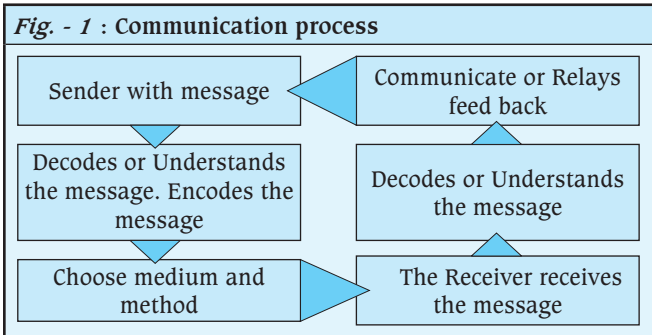 Fig. - 1 : Communication process
Sender with message
Communicate or Relays
feed back
Decodes or Understands
the message. Encodes the
message
Decodes or Understands
the message
Choose medium and
method
The Receiver receives
the message